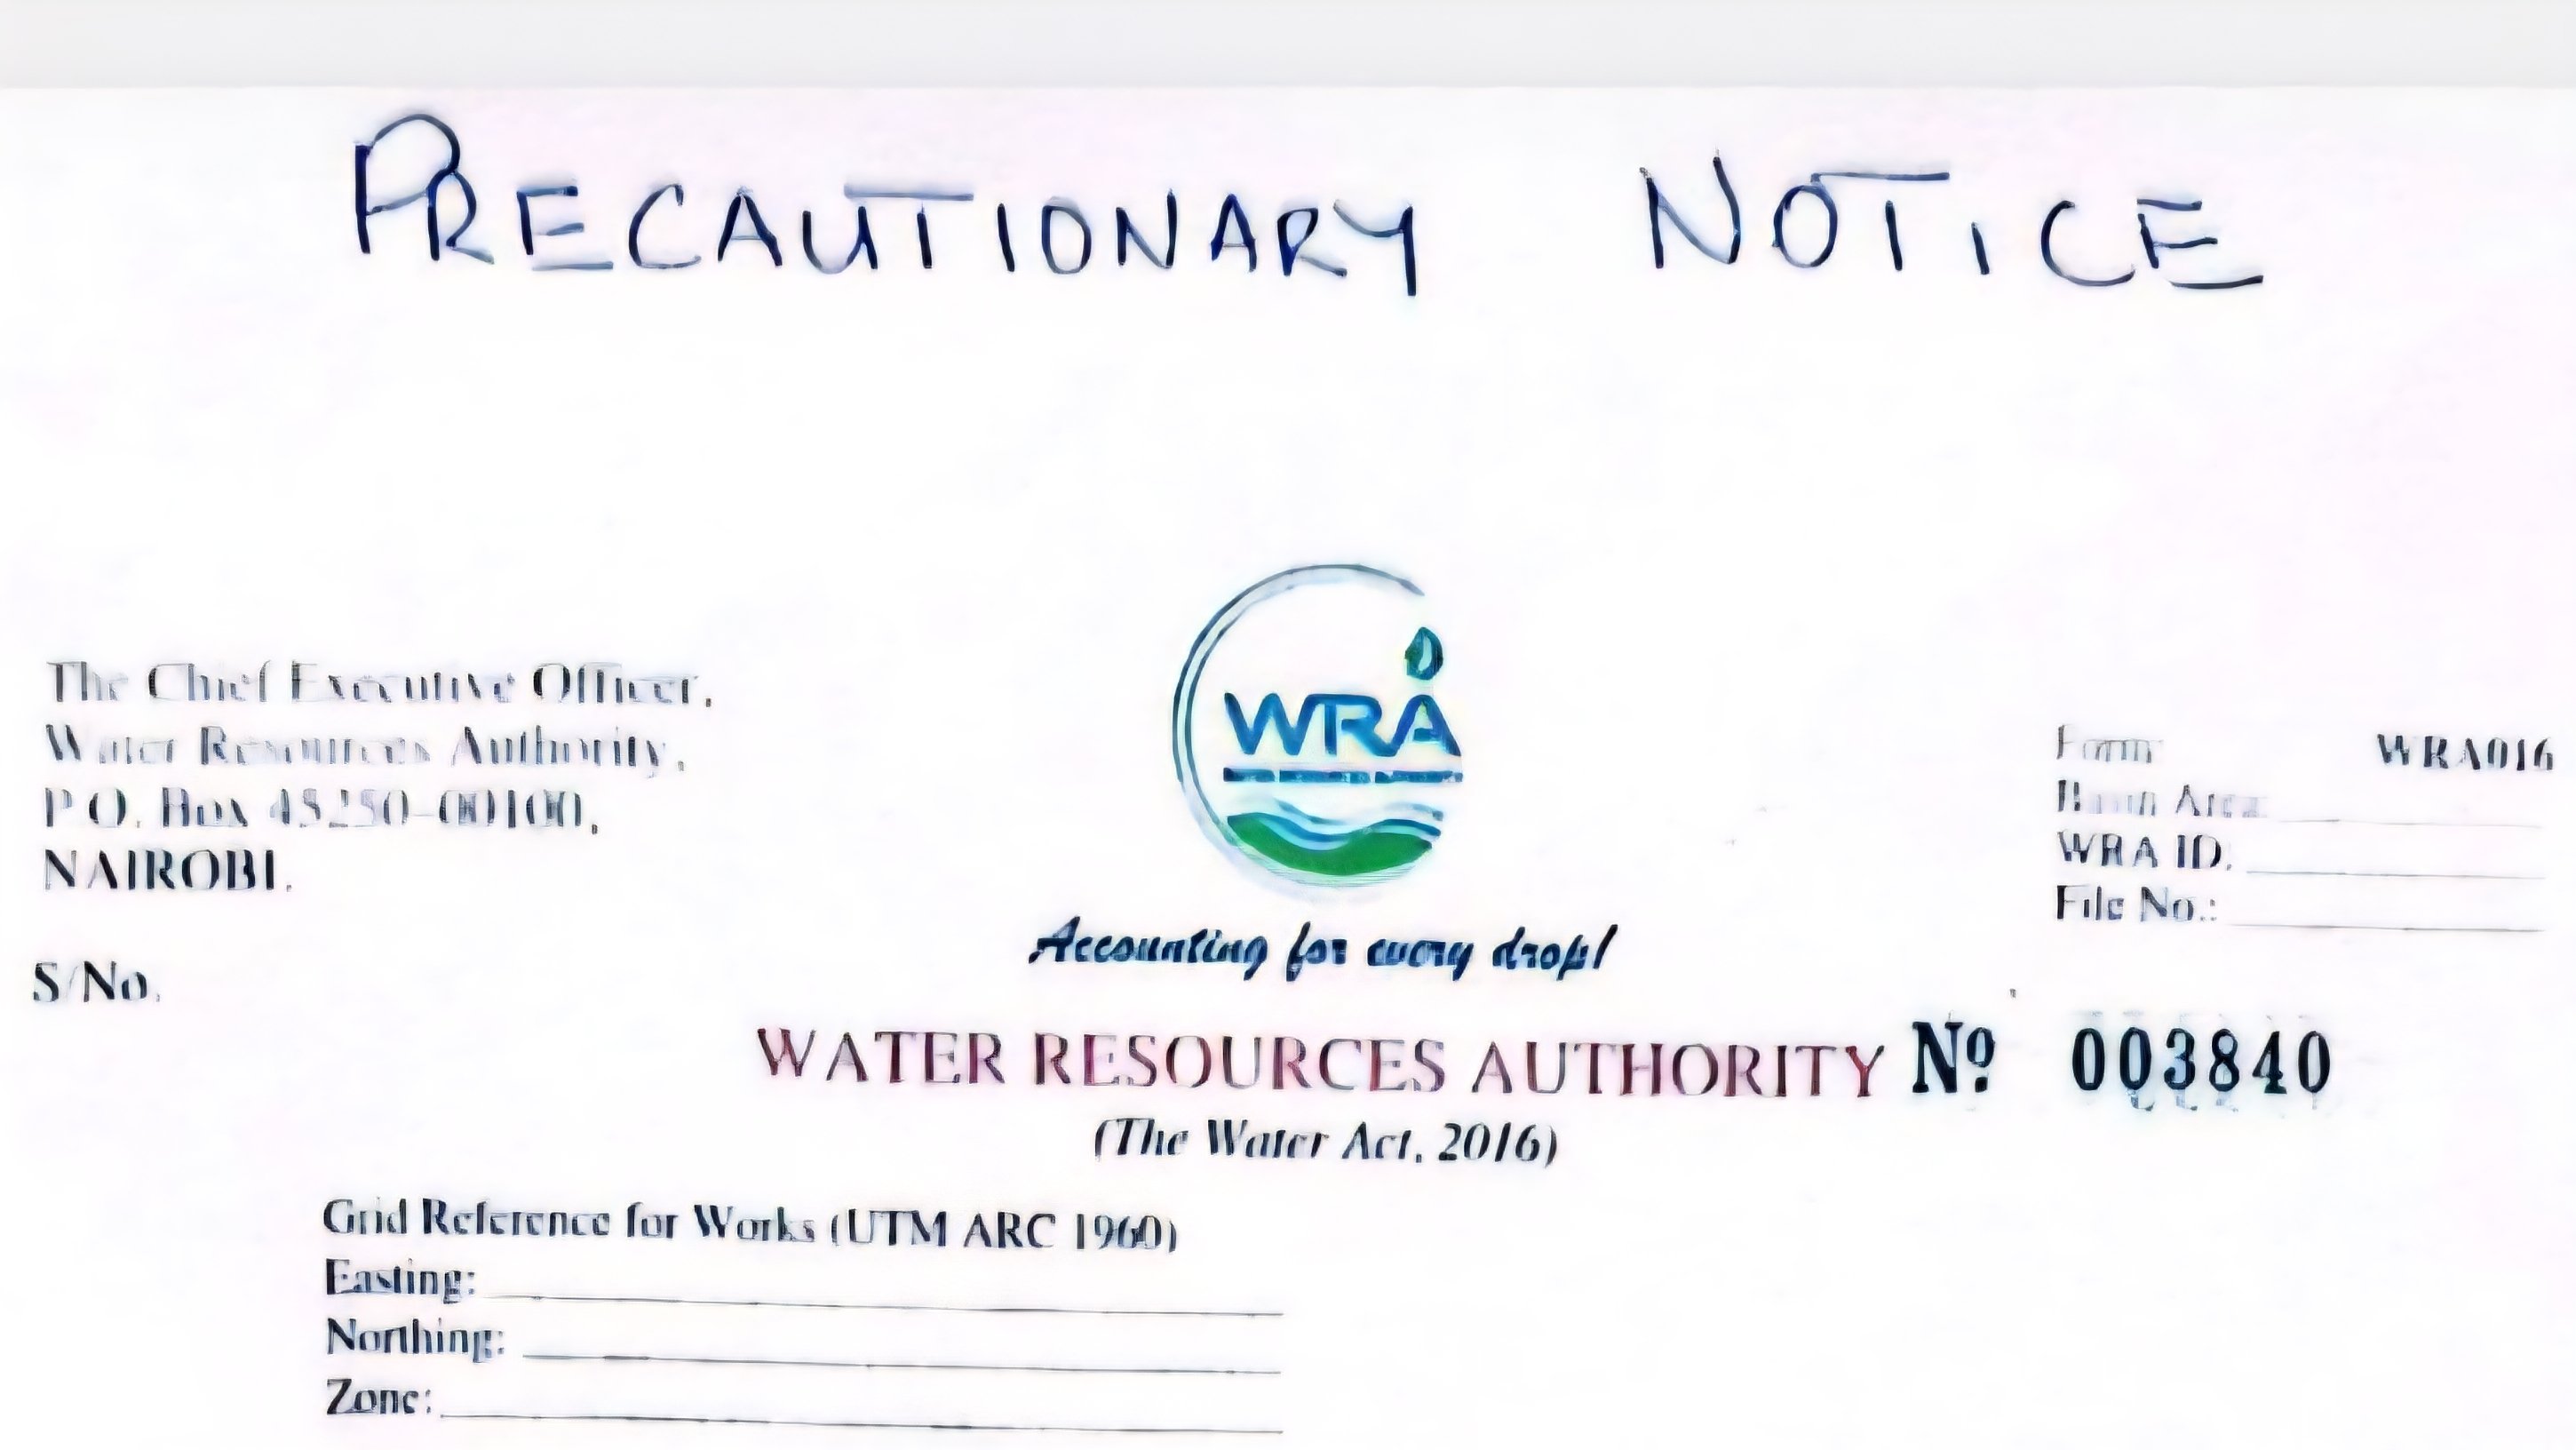 PRECAUTIONARY NOTICE
The Chief Executive Officer,
Water Resources Authority,
P.O. Box 45250-00100,
NAIROBI.
WRA
Accounting for every drop!
Form WRA016
Basin Area
WRA ID:
File No.:
S/No.
WATER RESOURCES AUTHORITY Nº 003840
(The Water Act, 2016)
Grid Reference for Works (UTM ARC 1960)
Easting:
Northing:
Zone: